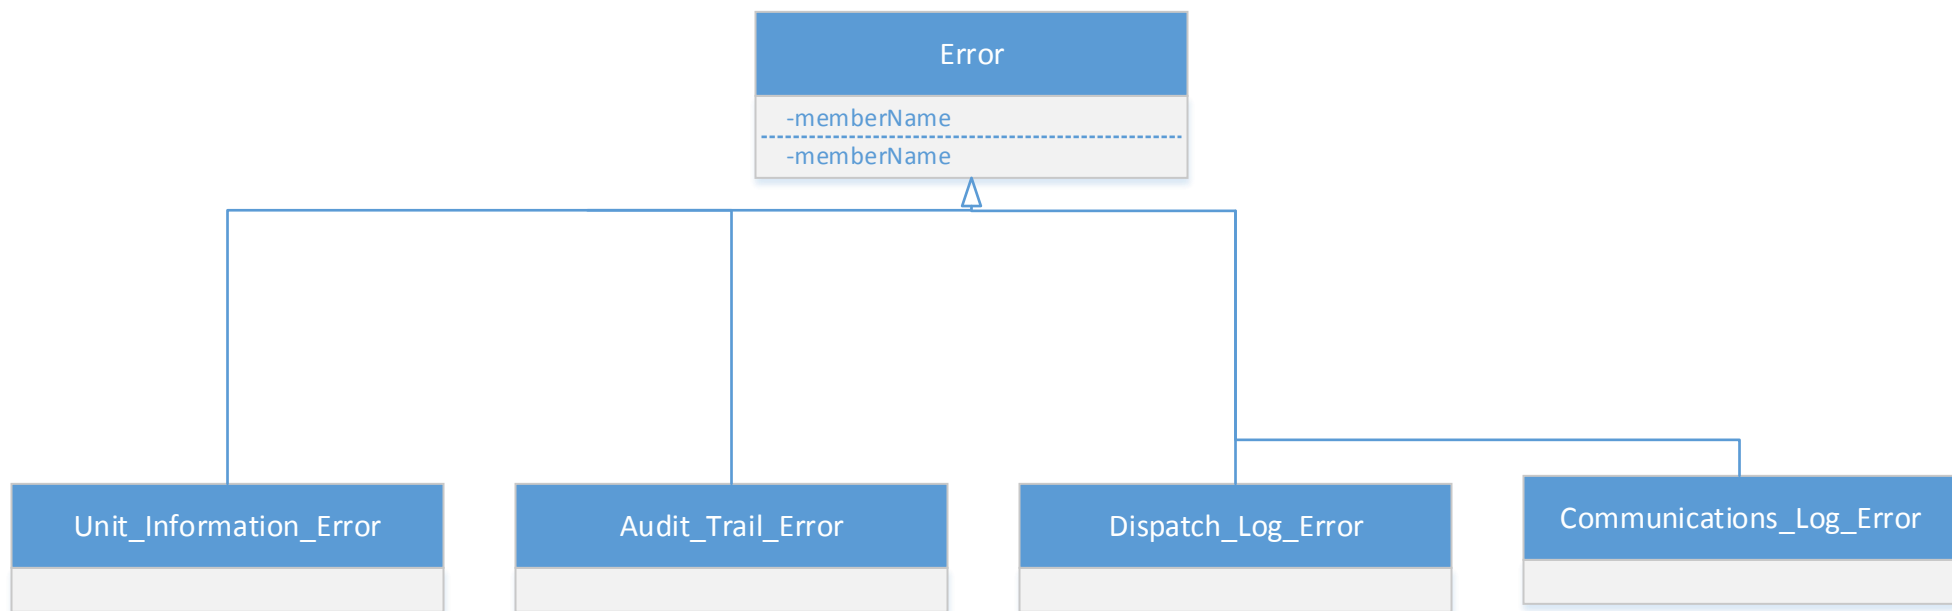 Error
-memberName
-memberName
Unit_Information_Error
Audit_Trail_Error
Dispatch_Log_Error
Communications_Log_Error